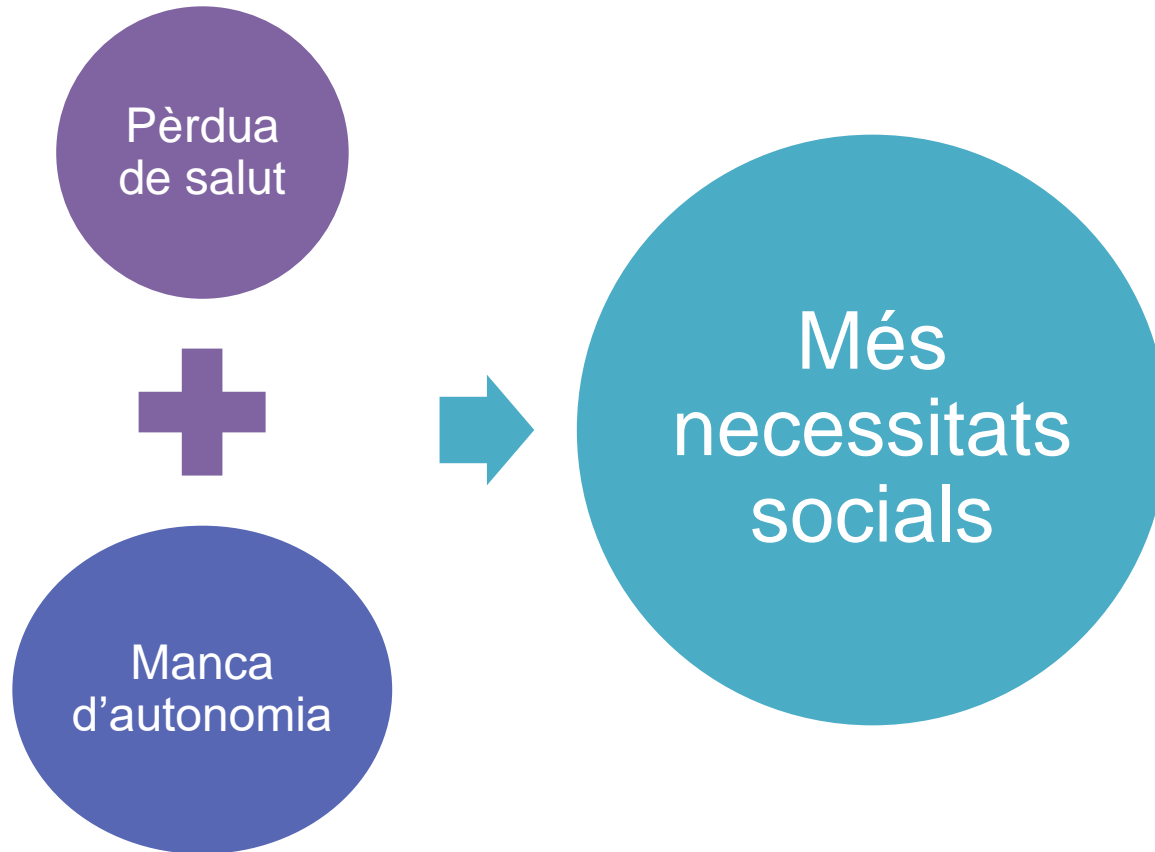 Pèrdua
de salut
Manca
d’autonomia
Més
necessitats
socials